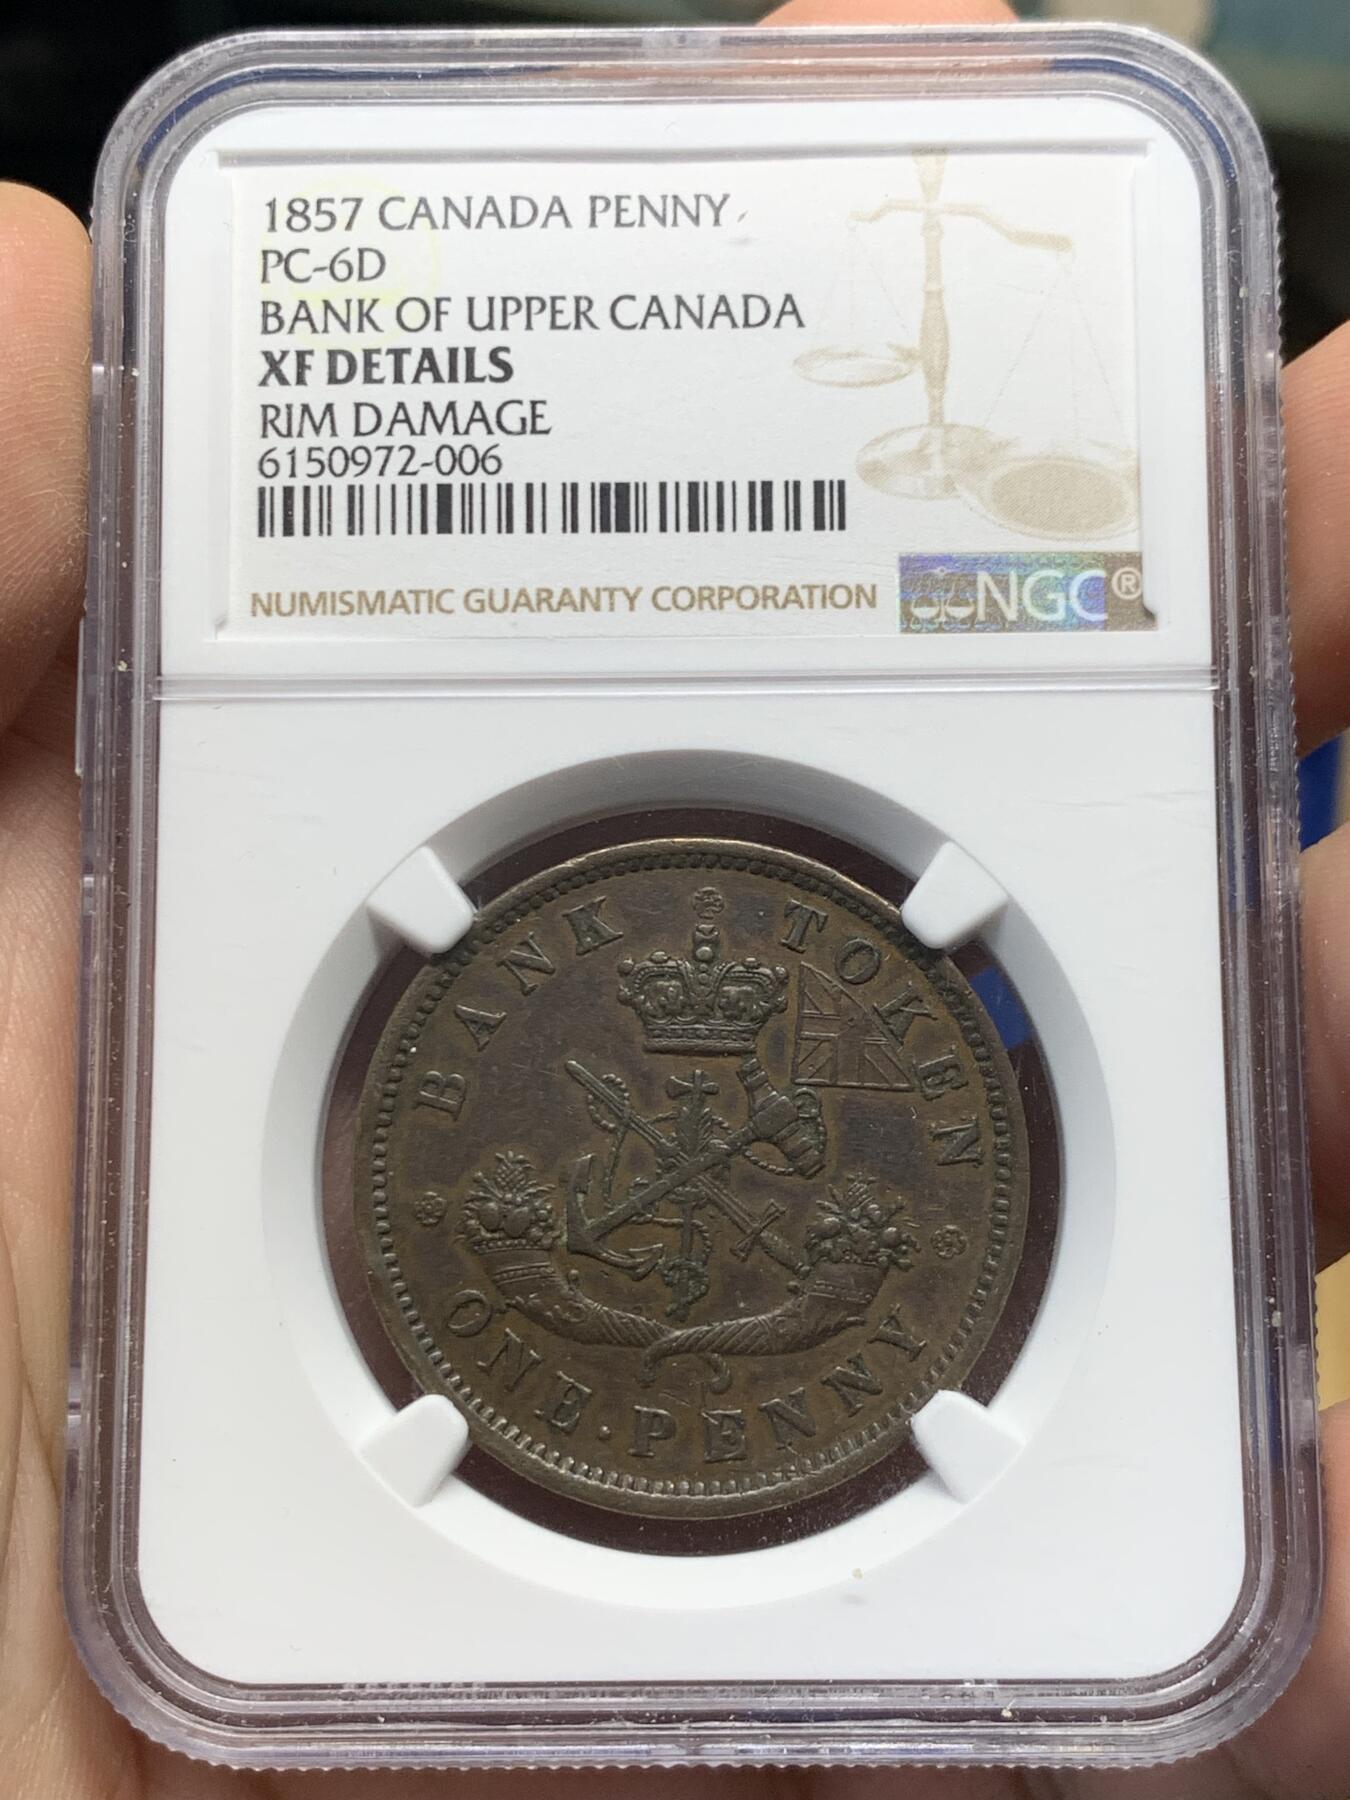 1857 CANADA PENNY
PC-6D
BANK OF UPPER CANADA
XF DETAILS
RIM DAMAGE
6150972-006
NUMISMATIC GUARANTY CORPORATION
NGC®
BANK TOKEN
ONE · PENNY